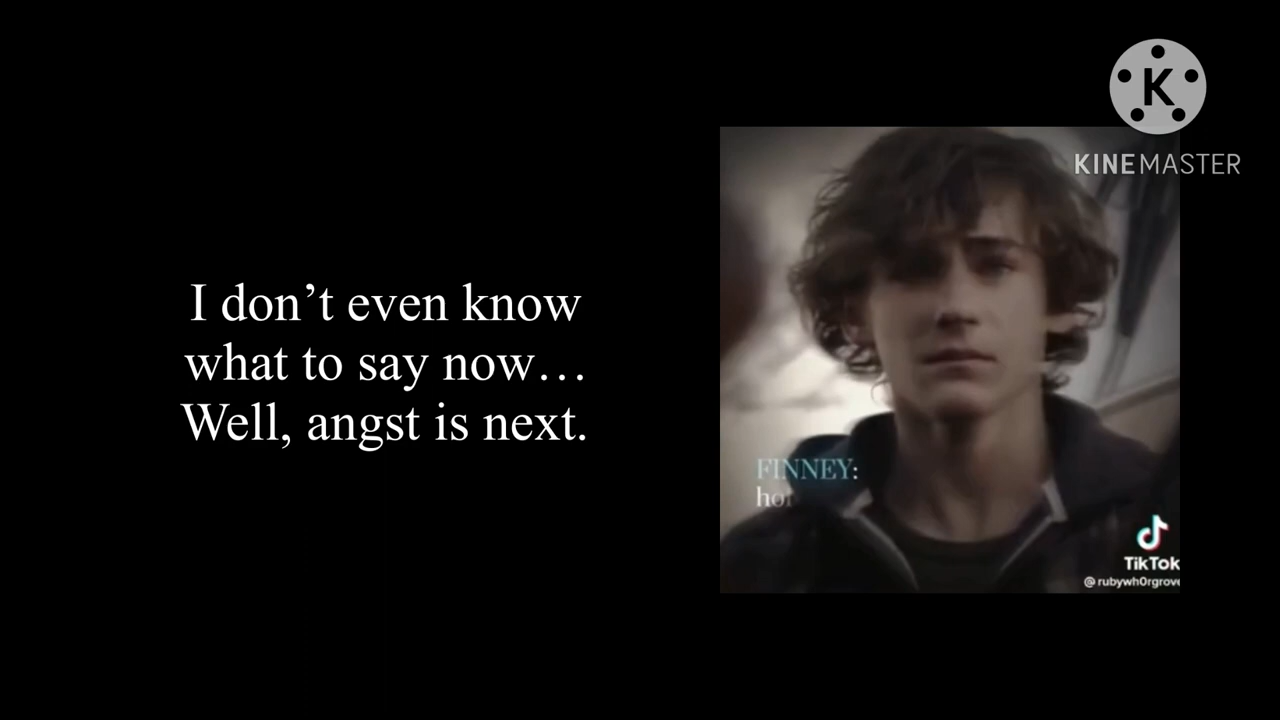 I don’t even know
what to say now…
Well, angst is next.
KINEMASTER
FINNEY:
TikTok